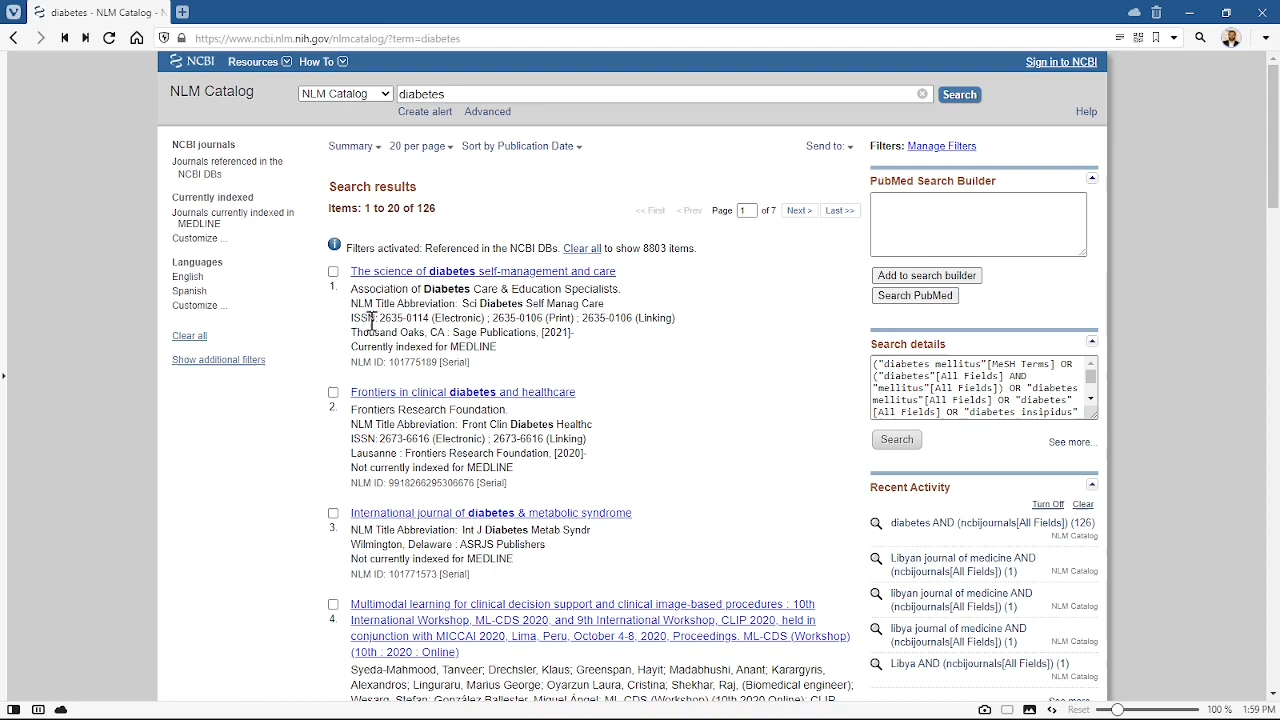 diabetes - NLM Catalog - N
https://www.ncbi.nlm.nih.gov/nlmcatalog/?term=diabetes
NCBI Resources How To Sign in to NCBI
NLM Catalog NLM Catalog diabetes Search
Create alert Advanced Help
NCBI journals
Journals referenced in the
NCBI DBs
Currently indexed
Journals currently indexed in
MEDLINE
Customize ...
Languages
English
Spanish
Customize ...
Clear all
Show additional filters
Summary 20 per page Sort by Publication Date Send to:
Search results
Items: 1 to 20 of 126
<< First < Prev Page 1 of 7 Next > Last >>
Filters activated: Referenced in the NCBI DBs. Clear all to show 8803 items.
The science of diabetes self-management and care
1. Association of Diabetes Care & Education Specialists.
NLM Title Abbreviation: Sci Diabetes Self Manag Care
ISSN: 2635-0114 (Electronic) ; 2635-0106 (Print) ; 2635-0106 (Linking)
Thousand Oaks, CA : Sage Publications, [2021]-
Currently indexed for MEDLINE
NLM ID: 101775189 [Serial]
Frontiers in clinical diabetes and healthcare
2. Frontiers Research Foundation.
NLM Title Abbreviation: Front Clin Diabetes Healthc
ISSN: 2673-6616 (Electronic) ; 2673-6616 (Linking)
Lausanne : Frontiers Research Foundation, [2020]-
Not currently indexed for MEDLINE
NLM ID: 9918266295306676 [Serial]
International journal of diabetes & metabolic syndrome
3. NLM Title Abbreviation: Int J Diabetes Metab Syndr
Wilmington, Delaware : ASRJS Publishers
Not currently indexed for MEDLINE
NLM ID: 101771573 [Serial]
Multimodal learning for clinical decision support and clinical image-based procedures : 10th
4. International Workshop, ML-CDS 2020, and 9th International Workshop, CLIP 2020, held in
conjunction with MICCAI 2020, Lima, Peru, October 4-8, 2020, Proceedings. ML-CDS (Workshop)
(10th : 2020 : Online)
Syeda-Mahmood, Tanveer; Drechsler, Klaus; Greenspan, Hayit; Madabhushi, Anant; Karargyris,
Alexandros; Linguraru, Marius George; Oyarzun Laura, Cristina; Shekhar, Raj, (Biomedical engineer);
Wesarg, Stefan; González Ballester, Miguel Ángel; ML-CDS (Workshop) (10th : 2020 : Online); CLIP
Filters: Manage Filters
PubMed Search Builder
Add to search builder
Search PubMed
Search details
("diabetes mellitus"[MeSH Terms] OR
("diabetes"[All Fields] AND
"mellitus"[All Fields]) OR "diabetes
mellitus"[All Fields] OR "diabetes"
[All Fields] OR "diabetes insipidus"
Search See more...
Recent Activity
Turn Off Clear
diabetes AND (ncbijournals[All Fields]) (126)
NLM Catalog
Libyan journal of medicine AND
(ncbijournals[All Fields]) (1) NLM Catalog
libyan journal of medicine AND
(ncbijournals[All Fields]) (1) NLM Catalog
libya journal of medicine AND
(ncbijournals[All Fields]) (1) NLM Catalog
Libya AND (ncbijournals[All Fields]) (1)
NLM Catalog
See more...
Reset 100 % 1:59 PM